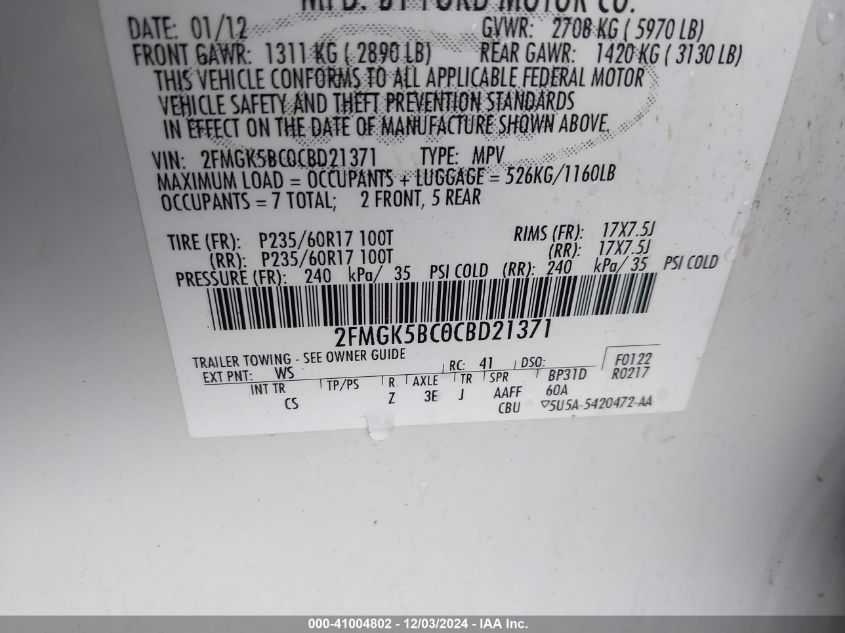 MFD. BY FORD MOTOR CO.
DATE: 01/12 GVWR: 2708 KG ( 5970 LB)
FRONT GAWR: 1311 KG ( 2890 LB) REAR GAWR: 1420 KG ( 3130 LB)
THIS VEHICLE CONFORMS TO ALL APPLICABLE FEDERAL MOTOR
VEHICLE SAFETY AND THEFT PREVENTION STANDARDS
IN EFFECT ON THE DATE OF MANUFACTURE SHOWN ABOVE.
VIN: 2FMGK5BC0CBD21371 TYPE: MPV
MAXIMUM LOAD = OCCUPANTS + LUGGAGE = 526KG/1160LB
OCCUPANTS = 7 TOTAL; 2 FRONT, 5 REAR
TIRE (FR): P235/60R17 100T RIMS (FR): 17X7.5J
(RR): P235/60R17 100T (RR): 17X7.5J
PRESSURE (FR): 240 kPa/ 35 PSI COLD (RR): 240 kPa/ 35 PSI COLD
2FMGK5BC0CBD21371
TRAILER TOWING - SEE OWNER GUIDE
EXT PNT: WS RC: 41 DSO: F0122
R0217
INT TR TP/PS R AXLE TR SPR BP31D
CS Z 3E J AAFF 60A
CBU ▽5U5A-5420472-AA
000-41004802 - 12/03/2024 - IAA Inc.